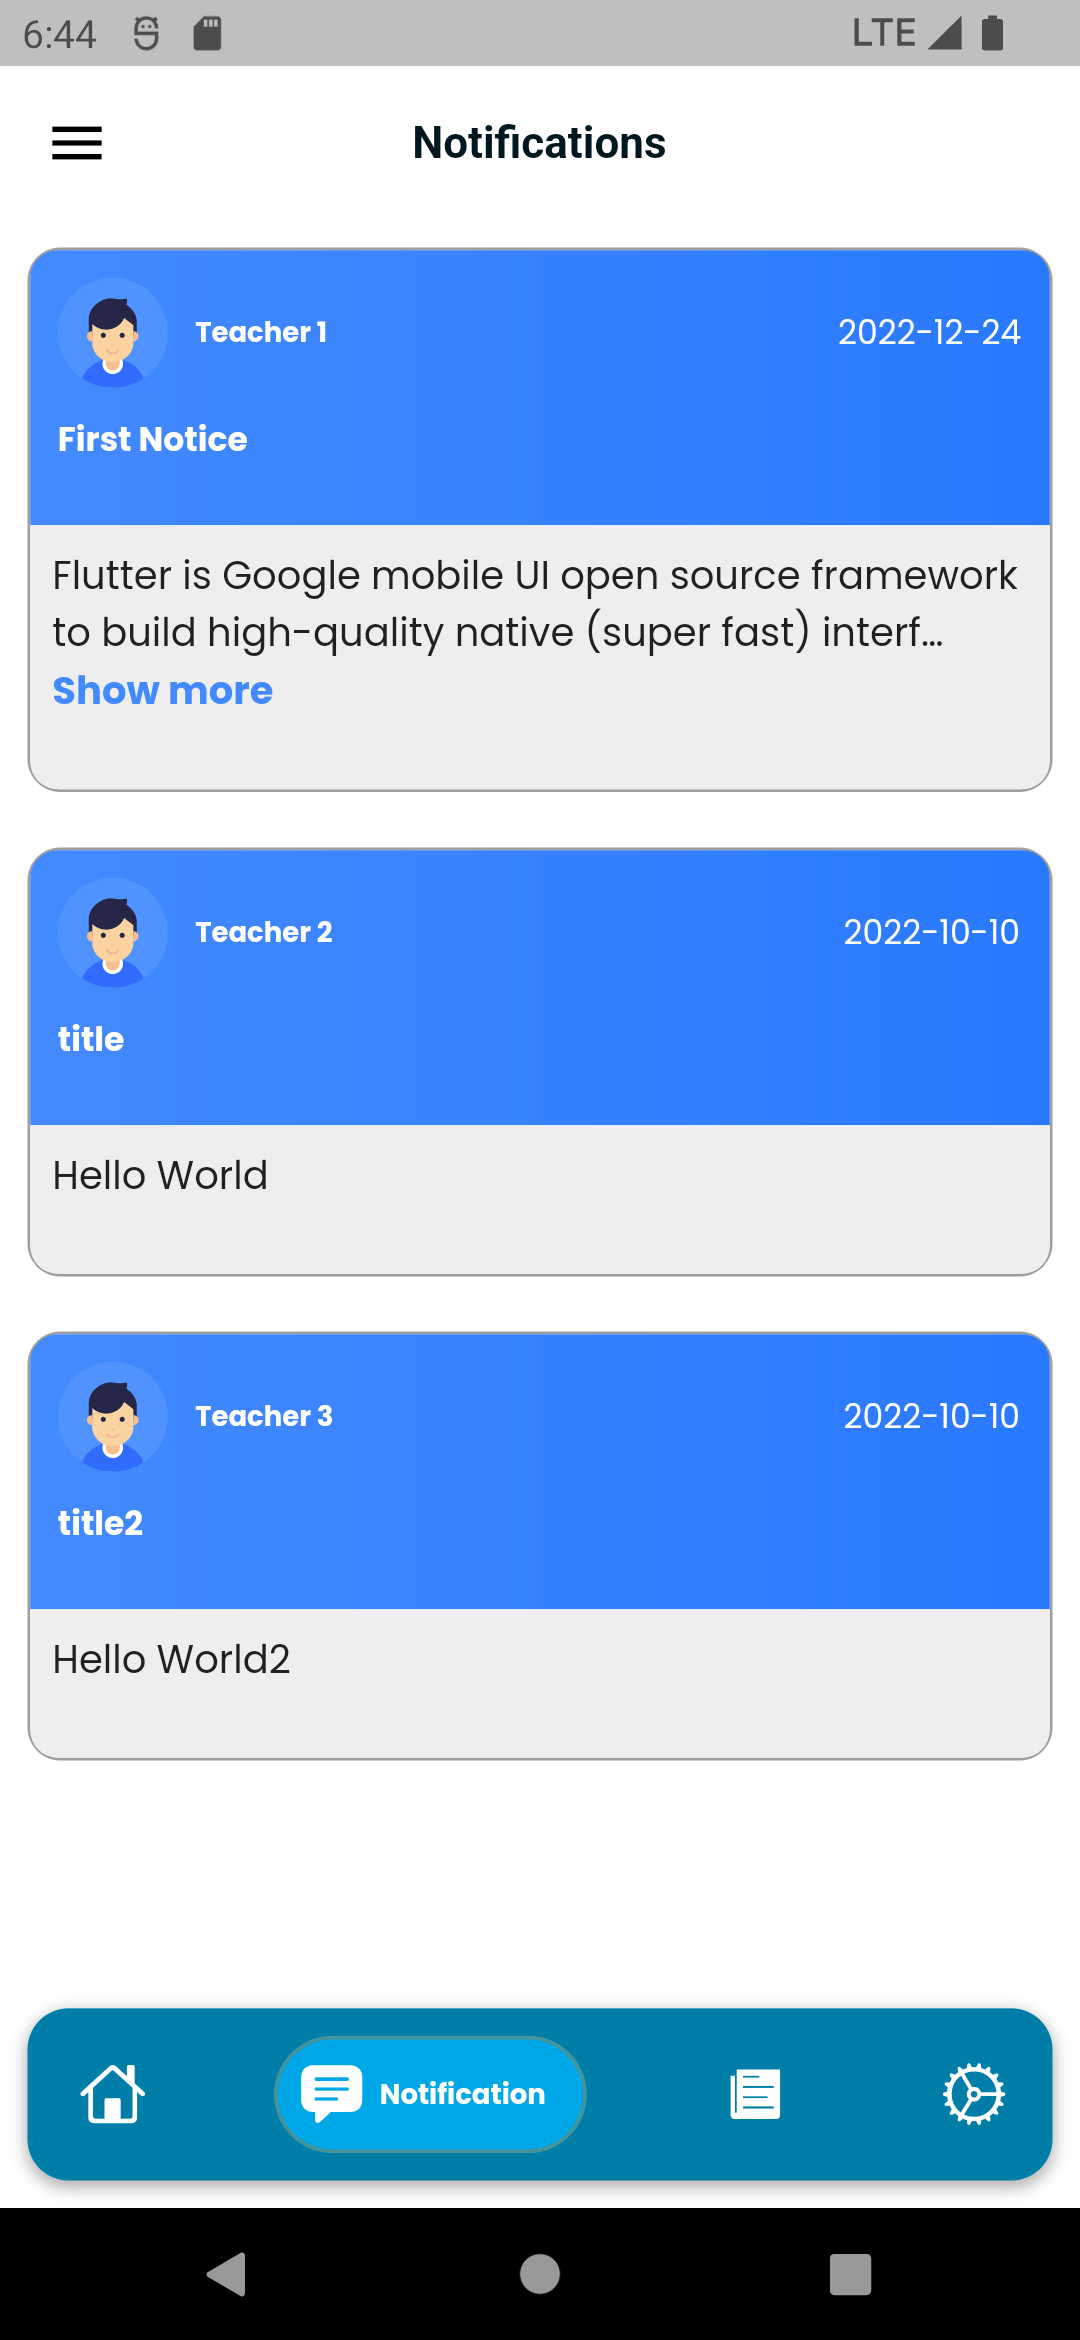 6:44 LTE
Notifications
Teacher 1 2022-12-24
First Notice
Flutter is Google mobile UI open source framework
to build high-quality native (super fast) interf...
Show more
Teacher 2 2022-10-10
title
Hello World
Teacher 3 2022-10-10
title2
Hello World2
Notification